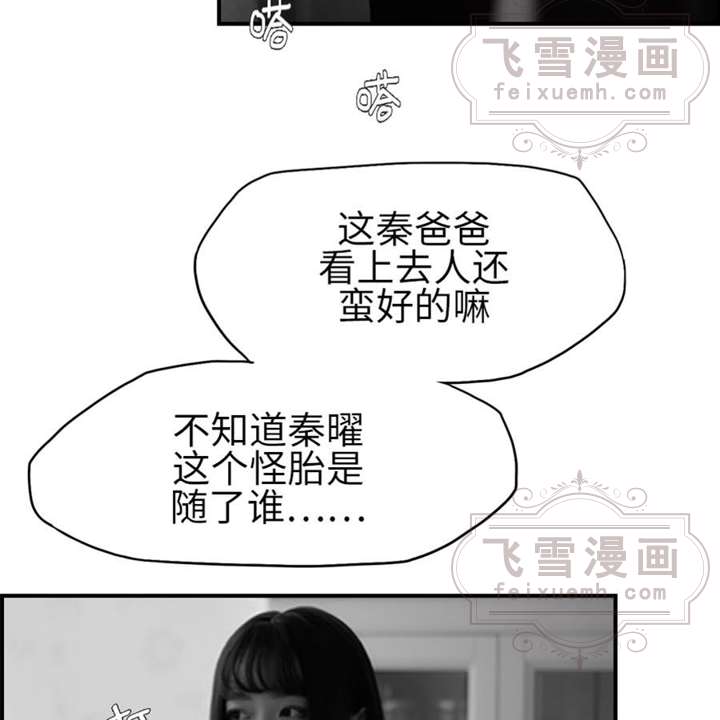 嗒
飞雪漫画
feixuemh.com
嗒
这秦爸爸
看上去人还
蛮好的嘛
不知道秦曜
这个怪胎是
随了谁……
飞雪漫画
feixuemh.com